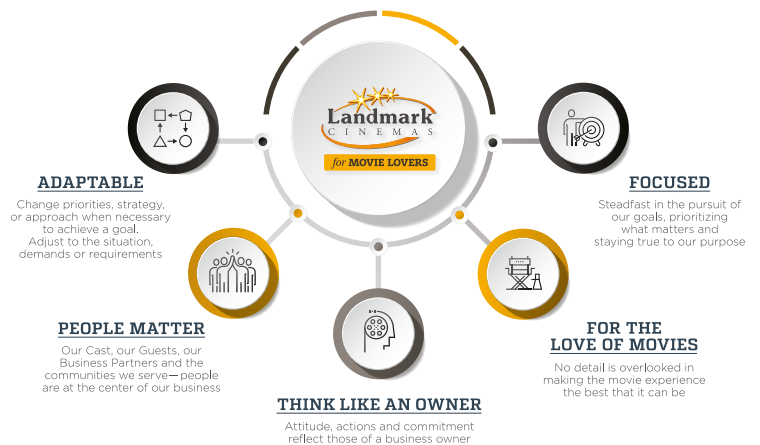 Landmark
CINEMAS
for MOVIE LOVERS
ADAPTABLE
Change priorities, strategy,
or approach when necessary
to achieve a goal.
Adjust to the situation,
demands or requirements
FOCUSED
Steadfast in the pursuit of
our goals, prioritizing
what matters and
staying true to our purpose
PEOPLE MATTER
Our Cast, our Guests, our
Business Partners and the
communities we serve—people
are at the center of our business
FOR THE
LOVE OF MOVIES
No detail is overlooked in
making the movie experience
the best that it can be
THINK LIKE AN OWNER
Attitude, actions and commitment
reflect those of a business owner